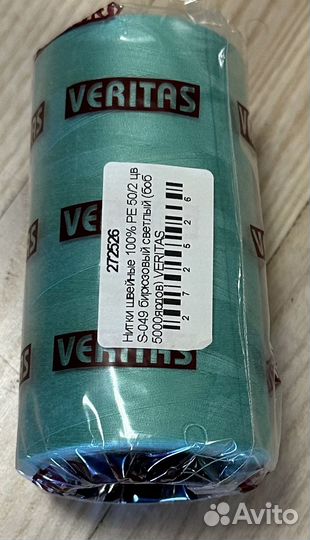 VERITAS
VERITAS
VERITAS
272526
Нитки швейные 100% PE 50/2 цв
S-049 бирюзовый светлый (боб
5000ярдов) VERITAS
2 7 2 5 2 6
Avito